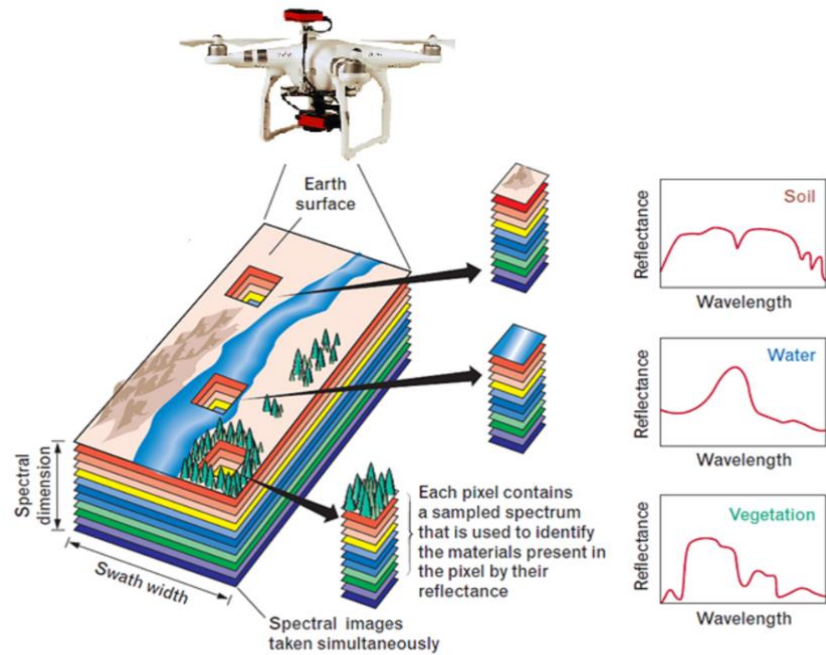 Earth
surface
Spectral
dimension
Swath width
Spectral images
taken simultaneously
Each pixel contains
a sampled spectrum
that is used to identify
the materials present in
the pixel by their
reflectance
Reflectance
Soil
Wavelength
Reflectance
Water
Wavelength
Reflectance
Vegetation
Wavelength